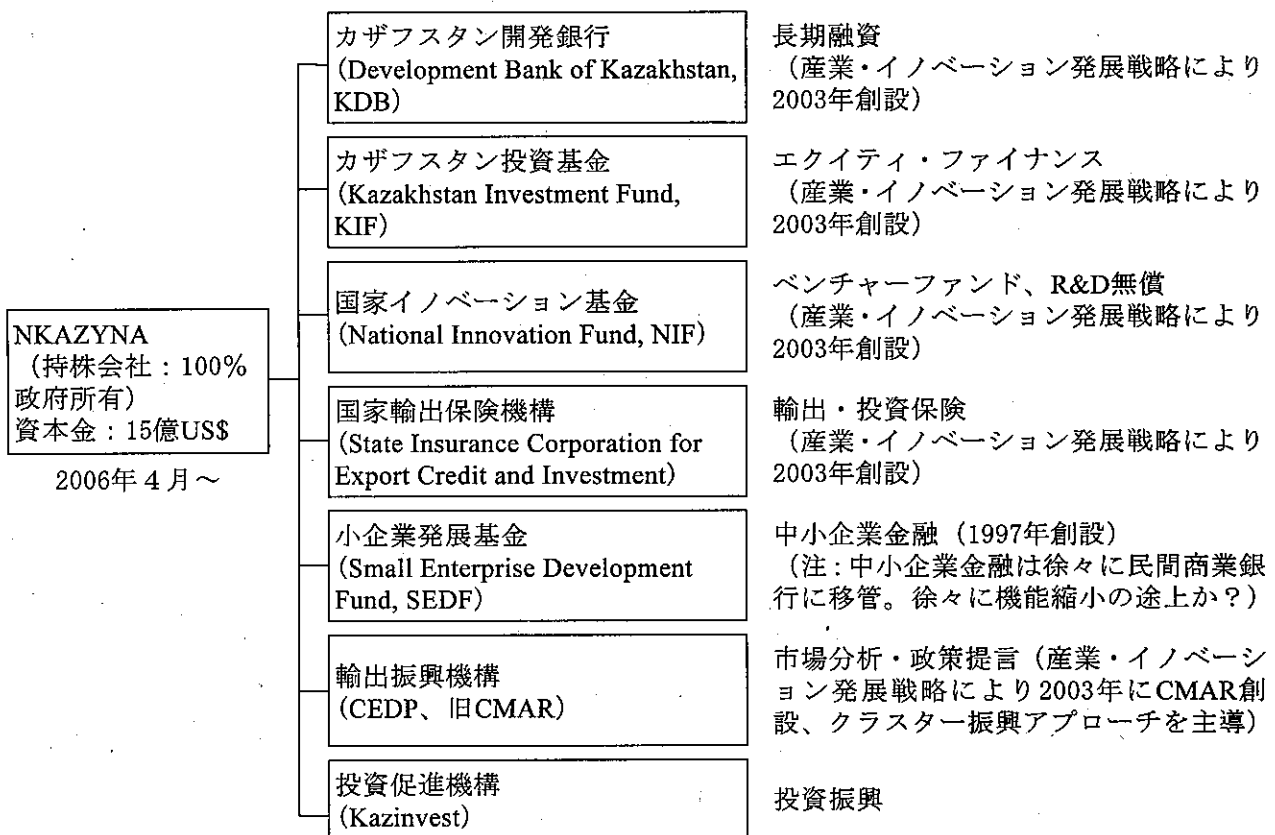 カザフスタン開発銀行
(Development Bank of Kazakhstan,
KDB)
長期融資
（産業・イノベーション発展戦略により
2003年創設）
カザフスタン投資基金
(Kazakhstan Investment Fund,
KIF)
エクイティ・ファイナンス
（産業・イノベーション発展戦略により
2003年創設）
国家イノベーション基金
(National Innovation Fund, NIF)
ベンチャーファンド、R&D無償
（産業・イノベーション発展戦略により
2003年創設）
NKAZYNA
（持株会社：100%
政府所有）
資本金：15億US$
2006年４月～
国家輸出保険機構
(State Insurance Corporation for
Export Credit and Investment)
輸出・投資保険
（産業・イノベーション発展戦略により
2003年創設）
小企業発展基金
(Small Enterprise Development
Fund, SEDF)
中小企業金融（1997年創設）
（注：中小企業金融は徐々に民間商業銀
行に移管。徐々に機能縮小の途上か？）
輸出振興機構
(CEDP、旧CMAR)
市場分析・政策提言（産業・イノベーシ
ョン発展戦略により2003年にCMAR創
設、クラスター振興アプローチを主導）
投資促進機構
(Kazinvest)
投資振興